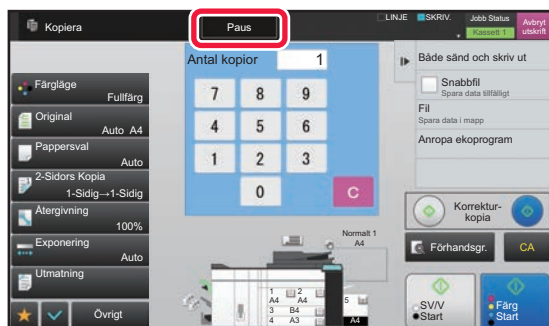 Kopiera
Paus
LINJE
SKRIV.
Jobb Status
Kassett 1
Avbryt
utskrift
Färgläge
Fullfärg
Original
Auto A4
Pappersval
Auto
2-Sidors Kopia
1-Sidig→1-Sidig
Återgivning
100%
Exponering
Auto
Utmatning
Övrigt
Antal kopior 1
7 8 9
4 5 6
1 2 3
0 C
Normalt 1
A4
1 A4
2 A4
3 B4
4 A3
5
A4
Både sänd och skriv ut
Snabbfil
Spara data tillfälligt
Fil
Spara data i mapp
Anropa ekoprogram
Korrektur-
kopia
Förhandsgr.
CA
SV/V
Start
Färg
Start